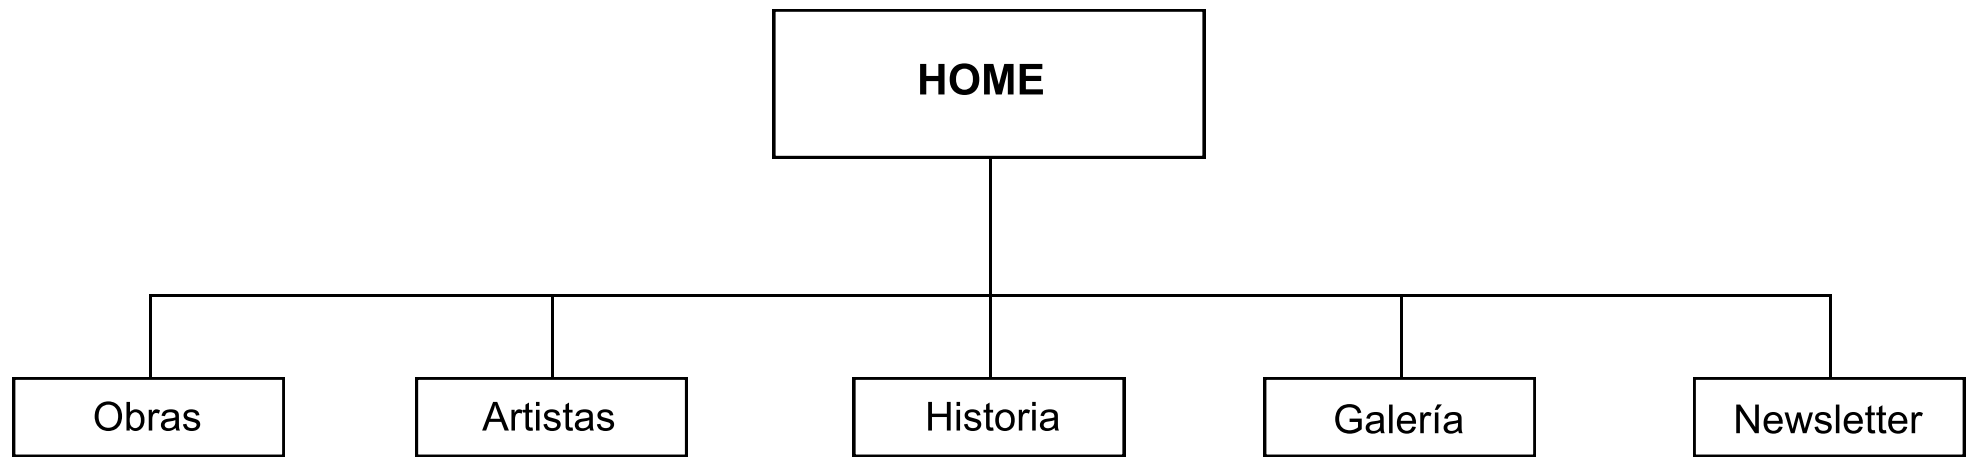 HOME
Obras
Artistas
Historia
Galería
Newsletter